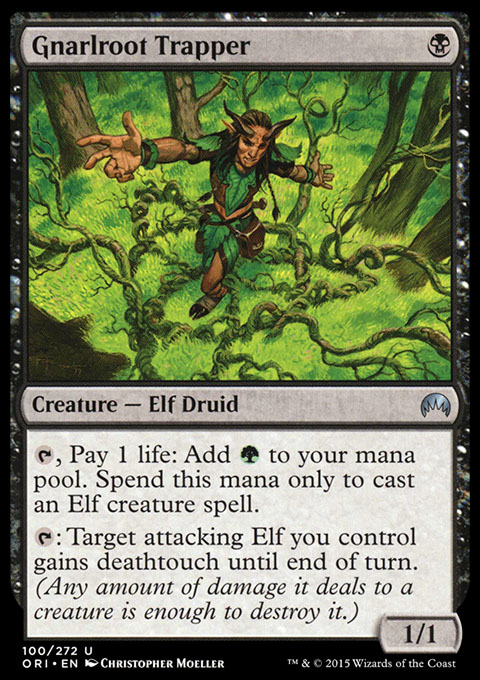 Gnarlroot Trapper
Creature — Elf Druid
, Pay 1 life: Add to your mana
pool. Spend this mana only to cast
an Elf creature spell.
: Target attacking Elf you control
gains deathtouch until end of turn.
(Any amount of damage it deals to a
creature is enough to destroy it.)
1/1
100/272 U
ORI • EN Christopher Moeller
™ & © 2015 Wizards of the Coast